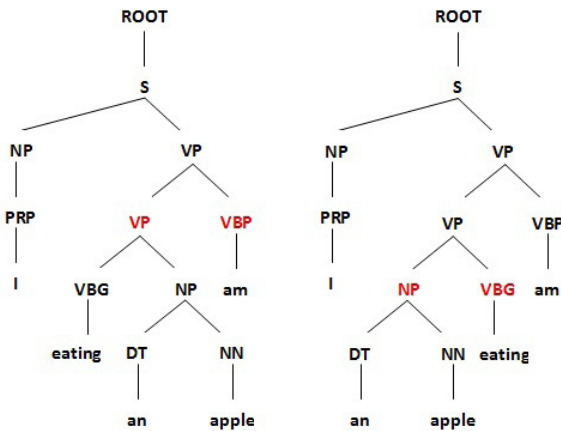 ROOT ROOT
S S
NP VP NP VP
PRP VP VBP PRP VP VBP
I VBG NP am I NP VBG am
eating DT NN DT NN eating
an apple an apple